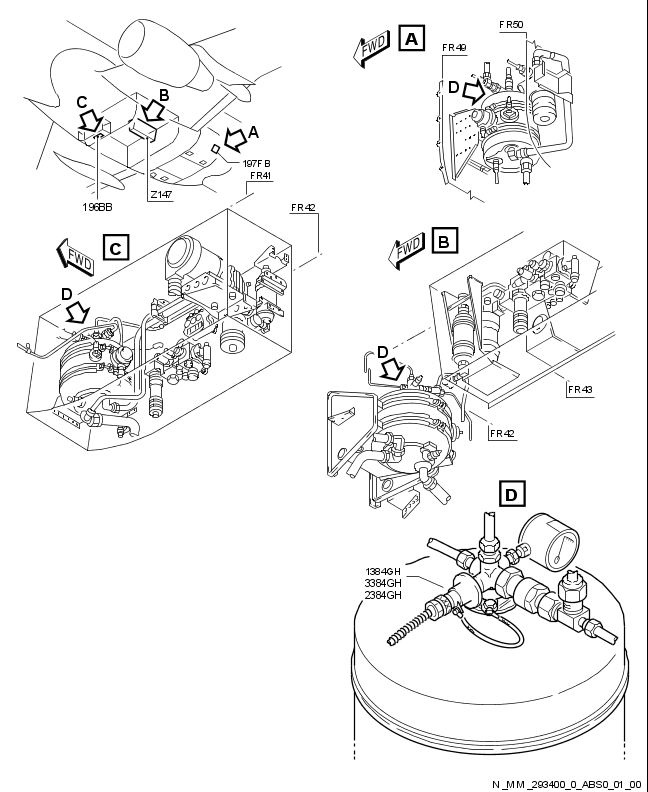 C
B
A
196BB
Z147
197FB
FR41
FR42
FWD
A
FR49
FR50
D
FWD
C
D
FWD
B
D
FR43
FR42
D
1384GH
3384GH
2384GH
N_MM_293400_0_ABS0_01_00